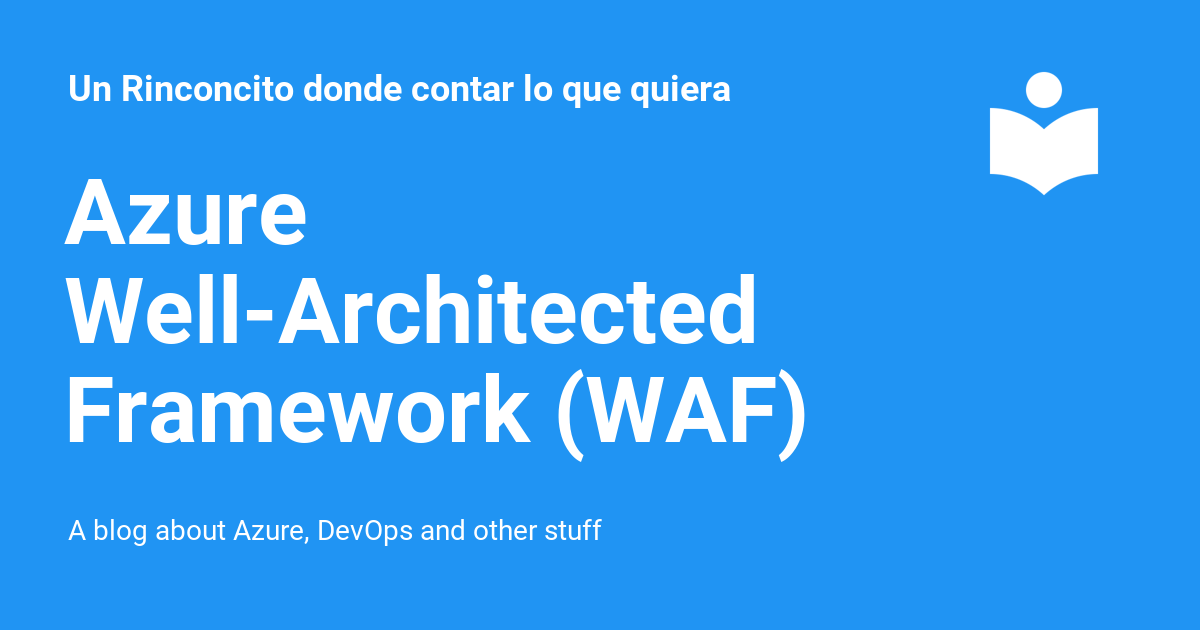 Un Rinconcito donde contar lo que quiera
Azure
Well-Architected
Framework (WAF)
A blog about Azure, DevOps and other stuff